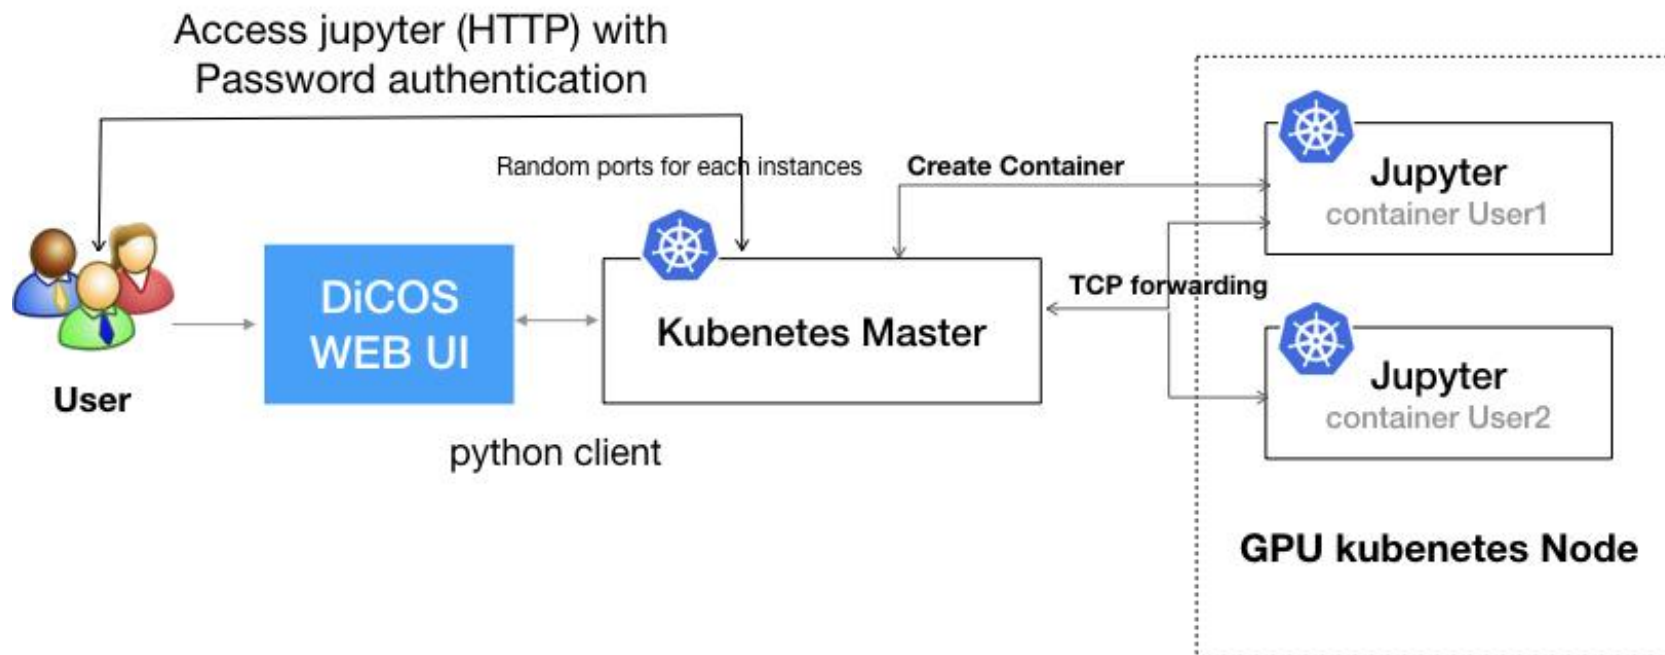 Access jupyter (HTTP) with
Password authentication
Random ports for each instances
Create Container
Jupyter
container User1
TCP forwarding
DiCOS
WEB UI
Kubenetes Master
Jupyter
container User2
User
python client
GPU kubenetes Node